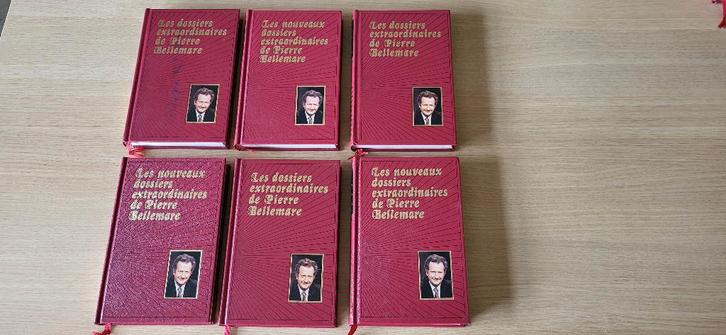 Les dossiers
extraordinaires
de Pierre
Bellemare
Les nouveaux
dossiers
extraordinaires
de Pierre
Bellemare
Les dossiers
extraordinaires
de Pierre
Bellemare
Les nouveaux
dossiers
extraordinaires
de Pierre
Bellemare
Les dossiers
extraordinaires
de Pierre
Bellemare
Les nouveaux
dossiers
extraordinaires
de Pierre
Bellemare